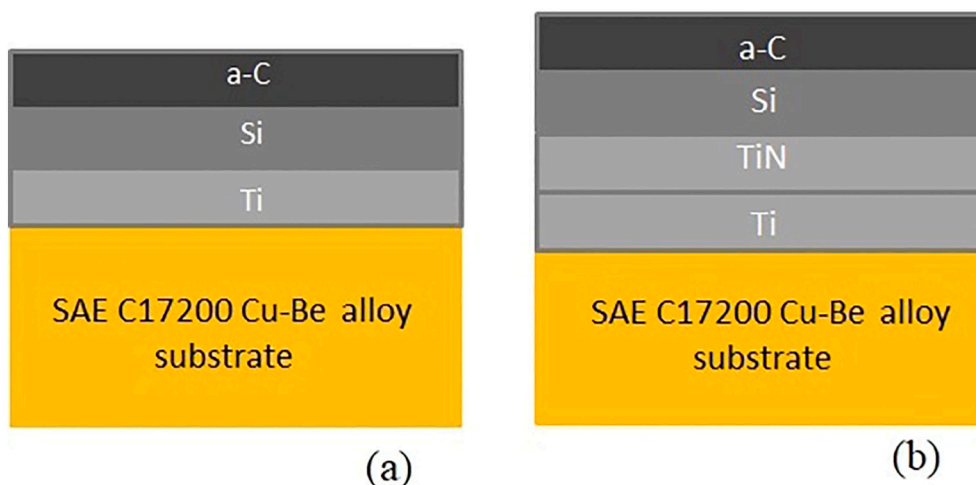 a-C
Si
Ti
SAE C17200 Cu-Be alloy
substrate
(a)
a-C
Si
TiN
Ti
SAE C17200 Cu-Be alloy
substrate
(b)